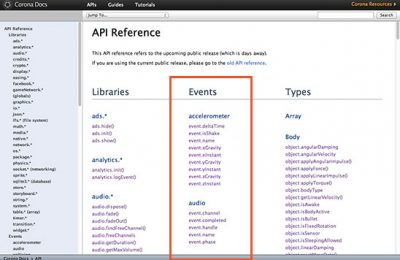 Corona Docs
APIs
Guides
Tutorials
Corona Resources
Jump To...
Search
API Reference
Libraries
ads.*
analytics.*
audio.*
credits.*
crypto.*
display.*
easing.*
facebook.*
gameNetwork.*
(globals)
graphics.*
io.*
json.*
lfs.* (file system)
math.*
media.*
native.*
network.*
os.*
package.*
physics.*
socket.* (networking)
sprite.*
sqlite3.* (database)
store.*
storyboard.*
string.*
system.*
table.* (array)
timer.*
transition.*
widget.*
Events
accelerometer
audio
API Reference
This API reference refers to the upcoming public release (which is days away).
If you are using the current public release, please go to the old API reference.
Libraries
ads.*
ads.hide()
ads.init()
ads.show()
analytics.*
analytics.init()
analytics.logEvent()
audio.*
audio.dispose()
audio.fade()
audio.fadeOut()
audio.findFreeChannel()
audio.freeChannels
audio.getDuration()
audio.getMaxVolume()
Events
accelerometer
event.deltaTime
event.isShake
event.name
event.xGravity
event.xInstant
event.yGravity
event.yInstant
event.zGravity
event.zInstant
audio
event.channel
event.completed
event.handle
event.name
event.phase
Types
Array
Body
object.angularDamping
object.angularVelocity
object.applyAngularImpulse()
object.applyForce()
object.applyLinearImpulse()
object.applyTorque()
object.bodyType
object.getLinearVelocity()
object.isAwake
object.isBodyActive
object.isBullet
object.isFixedRotation
object.isSensor
object.isSleepingAllowed
object.linearDamping
Corona > API